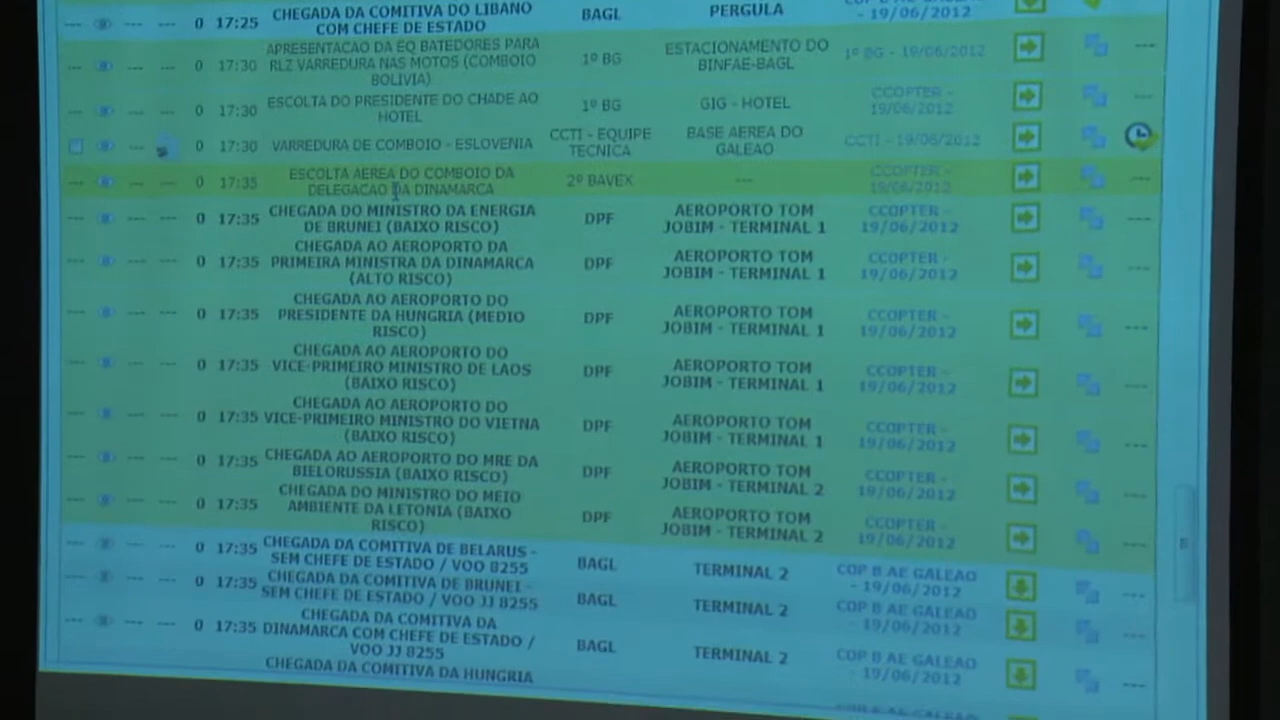 --- --- --- 0 17:25 CHEGADA DA COMITIVA DO LIBANO BAGL PERGULA COP B AE GALEAO
COM CHEFE DE ESTADO - 19/06/2012
APRESENTACAO DA EQ BATEDORES PARA ESTACIONAMENTO DO
--- --- --- 0 17:30 RLZ VARREDURA NAS MOTOS (COMBOIO 1º BG BINFAE-BAGL 1º BG - 19/06/2012 ---
BOLIVIA)
--- --- --- 0 17:30 ESCOLTA DO PRESIDENTE DO CHADE AO 1º BG GIG - HOTEL CCOPTER - ---
HOTEL 19/06/2012
--- 0 17:30 VARREDURA DE COMBOIO - ESLOVENIA CCTI - EQUIPE BASE AEREA DO CCTI - 19/06/2012
TECNICA GALEAO
--- --- --- 0 17:35 ESCOLTA AEREA DO COMBOIO DA 2º BAVEX --- CCOPTER - ---
DELEGACAO DA DINAMARCA 19/06/2012
--- --- --- 0 17:35 CHEGADA DO MINISTRO DA ENERGIA DPF AEROPORTO TOM CCOPTER - ---
DE BRUNEI (BAIXO RISCO) JOBIM - TERMINAL 1 19/06/2012
CHEGADA AO AEROPORTO DA
--- --- --- 0 17:35 PRIMEIRA MINISTRA DA DINAMARCA DPF AEROPORTO TOM CCOPTER - ---
(ALTO RISCO) JOBIM - TERMINAL 1 19/06/2012
CHEGADA AO AEROPORTO DO
--- --- --- 0 17:35 PRESIDENTE DA HUNGRIA (MEDIO DPF AEROPORTO TOM CCOPTER - ---
RISCO) JOBIM - TERMINAL 1 19/06/2012
CHEGADA AO AEROPORTO DO
--- --- --- 0 17:35 VICE-PRIMEIRO MINISTRO DE LAOS DPF AEROPORTO TOM CCOPTER - ---
(BAIXO RISCO) JOBIM - TERMINAL 1 19/06/2012
CHEGADA AO AEROPORTO DO
--- --- --- 0 17:35 VICE-PRIMEIRO MINISTRO DO VIETNA DPF AEROPORTO TOM CCOPTER - ---
(BAIXO RISCO) JOBIM - TERMINAL 1 19/06/2012
--- --- --- 0 17:35 CHEGADA AO AEROPORTO DO MRE DA DPF AEROPORTO TOM CCOPTER - ---
BIELORUSSIA (BAIXO RISCO) JOBIM - TERMINAL 2 19/06/2012
CHEGADA DO MINISTRO DO MEIO
--- --- --- 0 17:35 AMBIENTE DA LETONIA (BAIXO DPF AEROPORTO TOM CCOPTER - ---
RISCO) JOBIM - TERMINAL 2 19/06/2012
--- --- --- 0 17:35 CHEGADA DA COMITIVA DE BELARUS - BAGL TERMINAL 2 COP B AE GALEAO ---
SEM CHEFE DE ESTADO / VOO 8255 - 19/06/2012
--- --- --- 0 17:35 CHEGADA DA COMITIVA DE BRUNEI - BAGL TERMINAL 2 COP B AE GALEAO ---
SEM CHEFE DE ESTADO / VOO JJ 8255 - 19/06/2012
CHEGADA DA COMITIVA DA
--- --- --- 0 17:35 DINAMARCA COM CHEFE DE ESTADO / BAGL TERMINAL 2 COP B AE GALEAO ---
VOO JJ 8255 - 19/06/2012
CHEGADA DA COMITIVA DA HUNGRIA